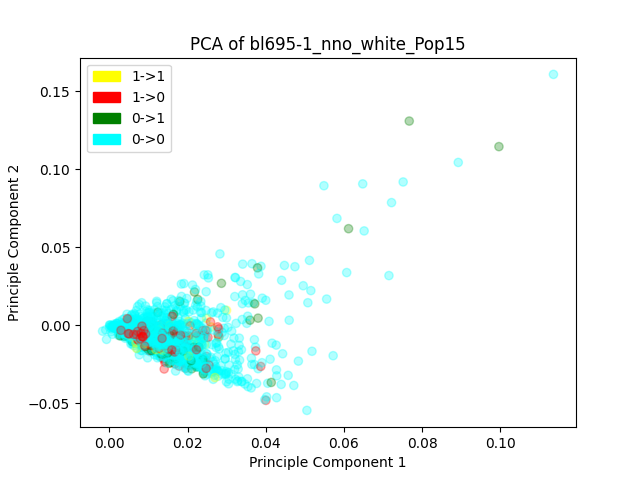 PCA of bl695-1_nno_white_Pop15
1->1
1->0
0->1
0->0
Principle Component 2
0.15
0.10
0.05
0.00
−0.05
0.00 0.02 0.04 0.06 0.08 0.10
Principle Component 1